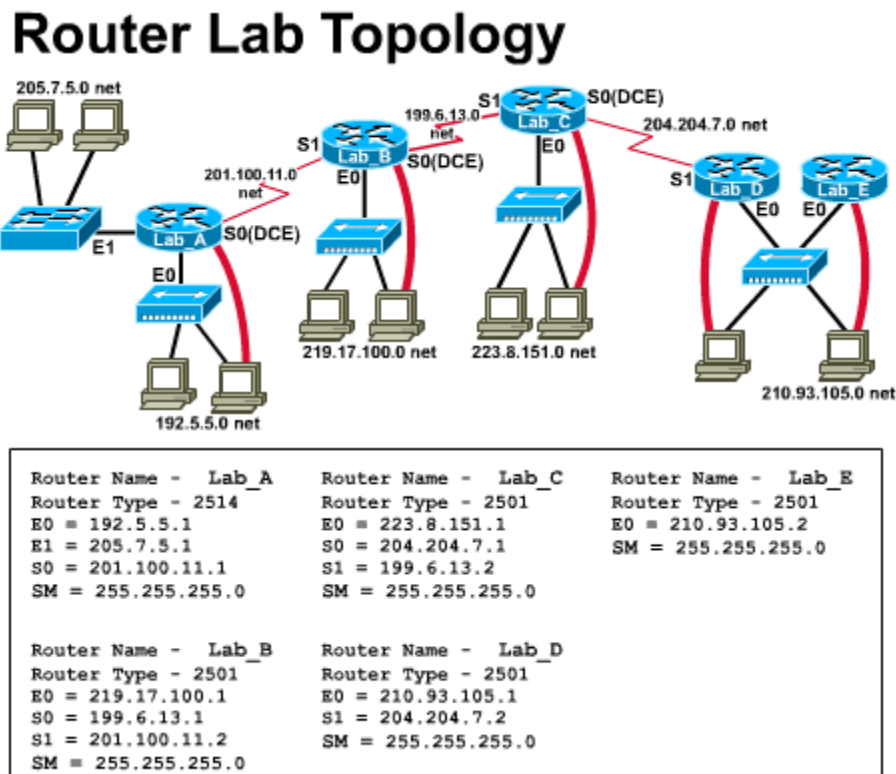 Router Lab Topology
205.7.5.0 net
S1
S0(DCE)
199.6.13.0
net
Lab_C
204.204.7.0 net
S1
Lab_B
S0(DCE)
E0
201.100.11.0
net
E0
S1
Lab_D
Lab_E
E0
E0
Lab_A
S0(DCE)
E1
E0
219.17.100.0 net
223.8.151.0 net
210.93.105.0 net
192.5.5.0 net
Router Name - Lab_A
Router Type - 2514
E0 = 192.5.5.1
E1 = 205.7.5.1
S0 = 201.100.11.1
SM = 255.255.255.0
Router Name - Lab_C
Router Type - 2501
E0 = 223.8.151.1
S0 = 204.204.7.1
S1 = 199.6.13.2
SM = 255.255.255.0
Router Name - Lab_E
Router Type - 2501
E0 = 210.93.105.2
SM = 255.255.255.0
Router Name - Lab_B
Router Type - 2501
E0 = 219.17.100.1
S0 = 199.6.13.1
S1 = 201.100.11.2
SM = 255.255.255.0
Router Name - Lab_D
Router Type - 2501
E0 = 210.93.105.1
S1 = 204.204.7.2
SM = 255.255.255.0